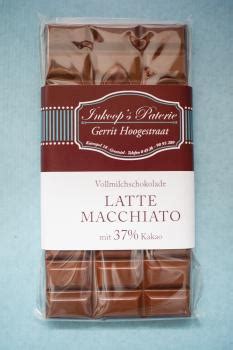 Inkoop's Paterie
Gerrit Hoogestraat
Vollmilchschokolade
LATTE
MACCHIATO
mit 37% Kakao